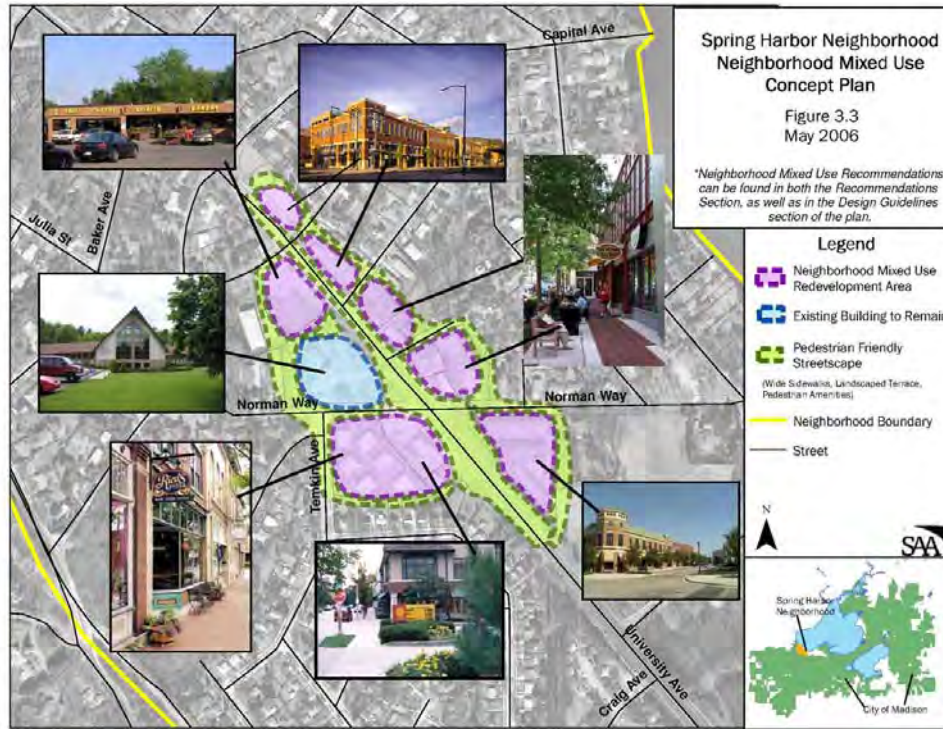 Spring Harbor Neighborhood
Neighborhood Mixed Use
Concept Plan
Figure 3.3
May 2006
*Neighborhood Mixed Use Recommendations
can be found in both the Recommendations
Section, as well as in the Design Guidelines
section of the plan.
Legend
Neighborhood Mixed Use
Redevelopment Area
Existing Building to Remain
Pedestrian Friendly
Streetscape
(Wide Sidewalks, Landscaped Terrace,
Pedestrian Amenities)
Neighborhood Boundary
Street
N
SAA
Spring Harbor
Neighborhood
City of Madison
Capital Ave
Baker Ave
Julia St
Norman Way
Norman Way
Temkin Ave
University Ave
Craig Ave